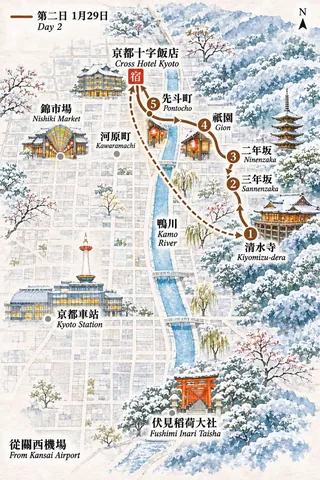 第二日 1月29日
Day 2
N
京都十字飯店
Cross Hotel Kyoto
宿
錦市場
Nishiki Market
河原町
Kawaramachi
5
先斗町
Pontocho
4
祇園
Gion
3
二年坂
Ninenzaka
2
三年坂
Sannenzaka
1
清水寺
Kiyomizu-dera
鴨川
Kamo
River
京都車站
Kyoto Station
伏見稲荷大社
Fushimi Inari Taisha
從關西機場
From Kansai Airport